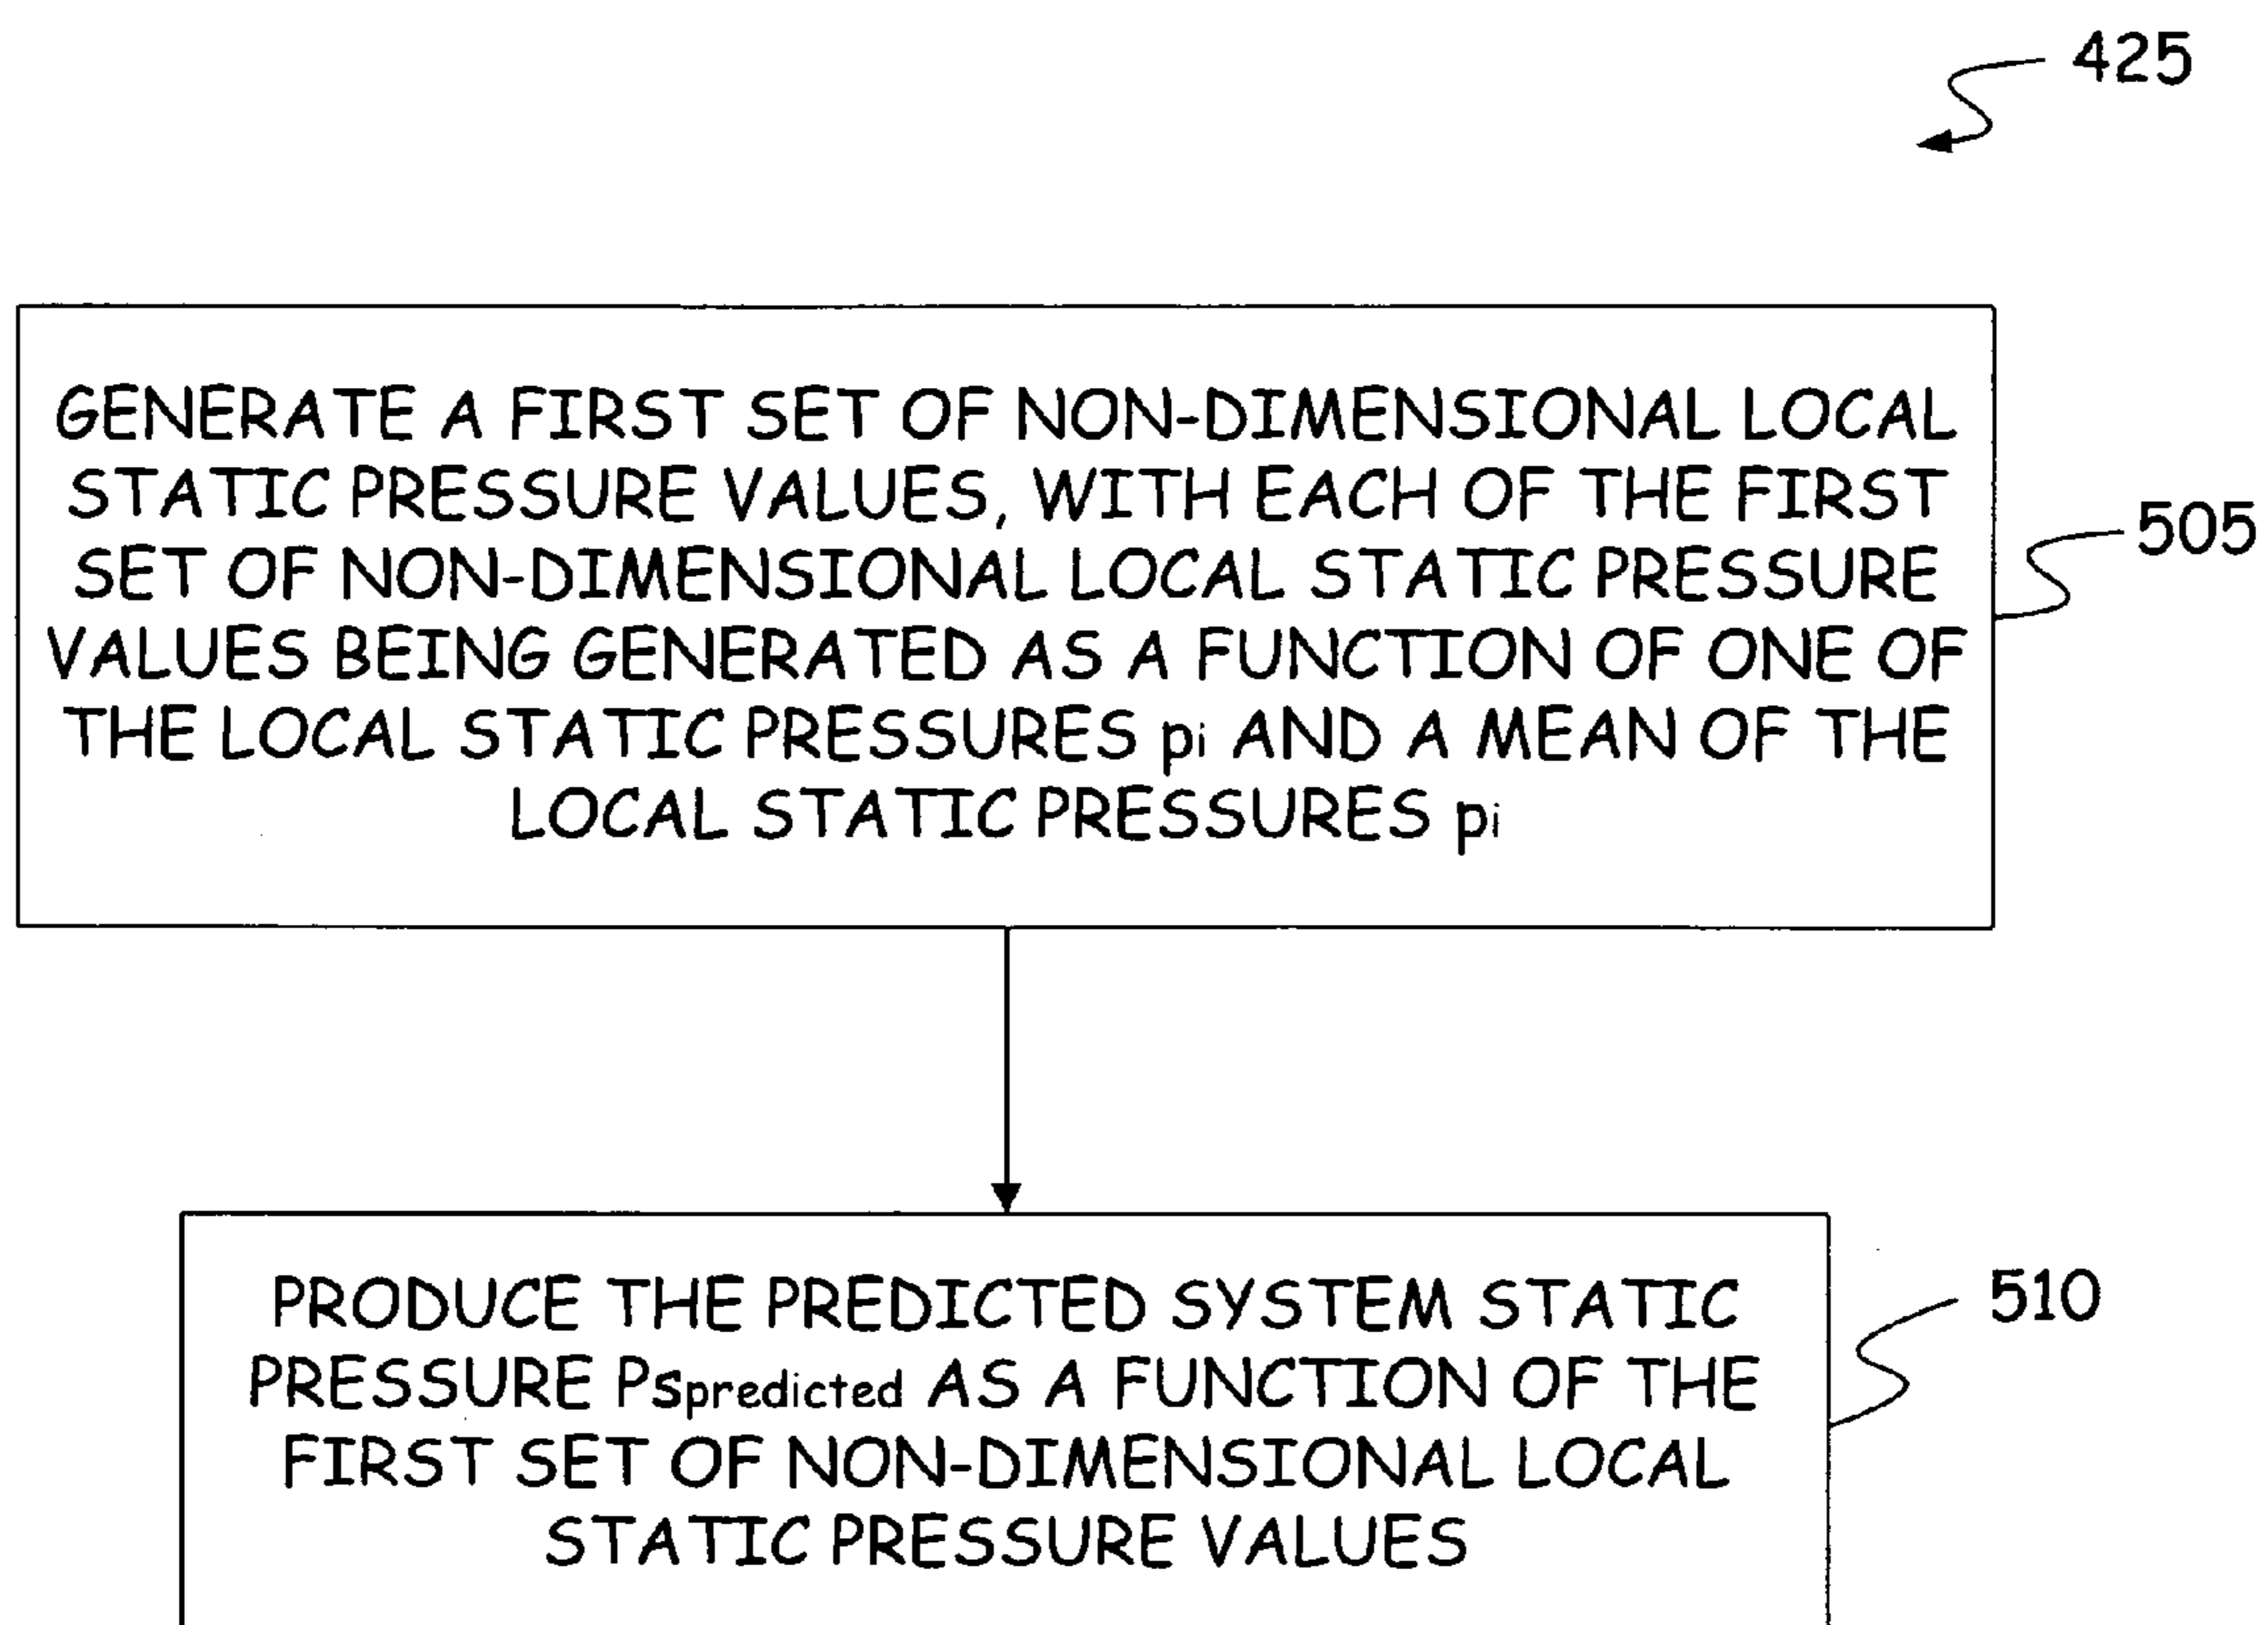 425
GENERATE A FIRST SET OF NON-DIMENSIONAL LOCAL
STATIC PRESSURE VALUES, WITH EACH OF THE FIRST
SET OF NON-DIMENSIONAL LOCAL STATIC PRESSURE
VALUES BEING GENERATED AS A FUNCTION OF ONE OF
THE LOCAL STATIC PRESSURES pi AND A MEAN OF THE
LOCAL STATIC PRESSURES pi
505
PRODUCE THE PREDICTED SYSTEM STATIC
PRESSURE Pspredicted AS A FUNCTION OF THE
FIRST SET OF NON-DIMENSIONAL LOCAL
STATIC PRESSURE VALUES
510